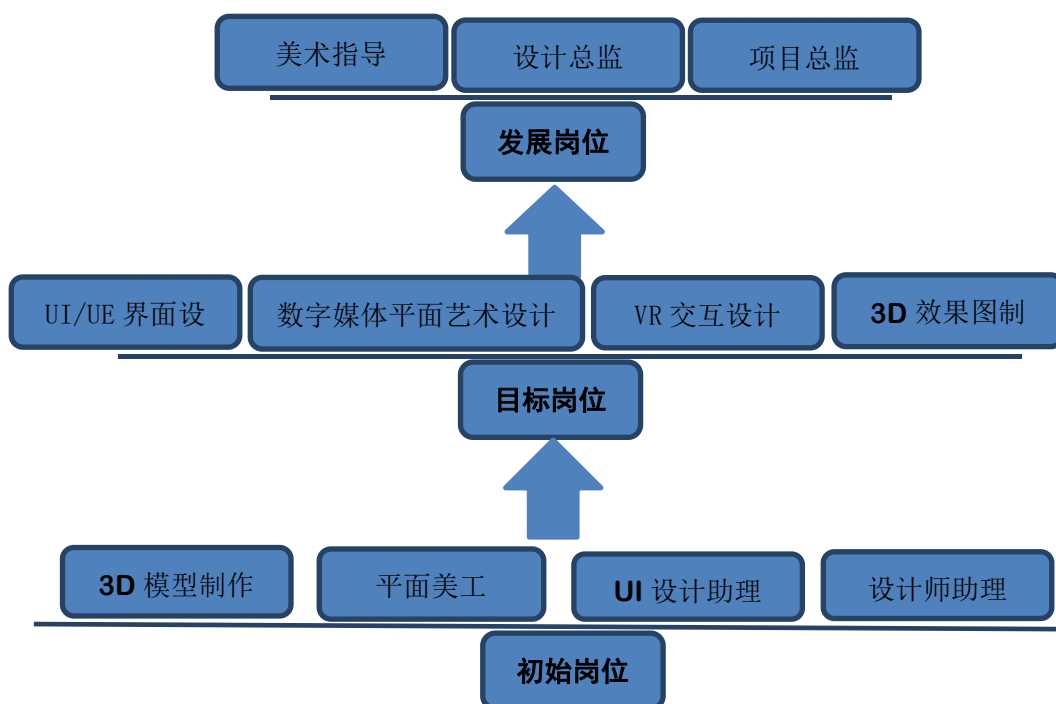 美术指导
设计总监
项目总监
发展岗位
UI/UE 界面设
数字媒体平面艺术设计
VR 交互设计
3D 效果图制
目标岗位
3D 模型制作
平面美工
UI 设计助理
设计师助理
初始岗位